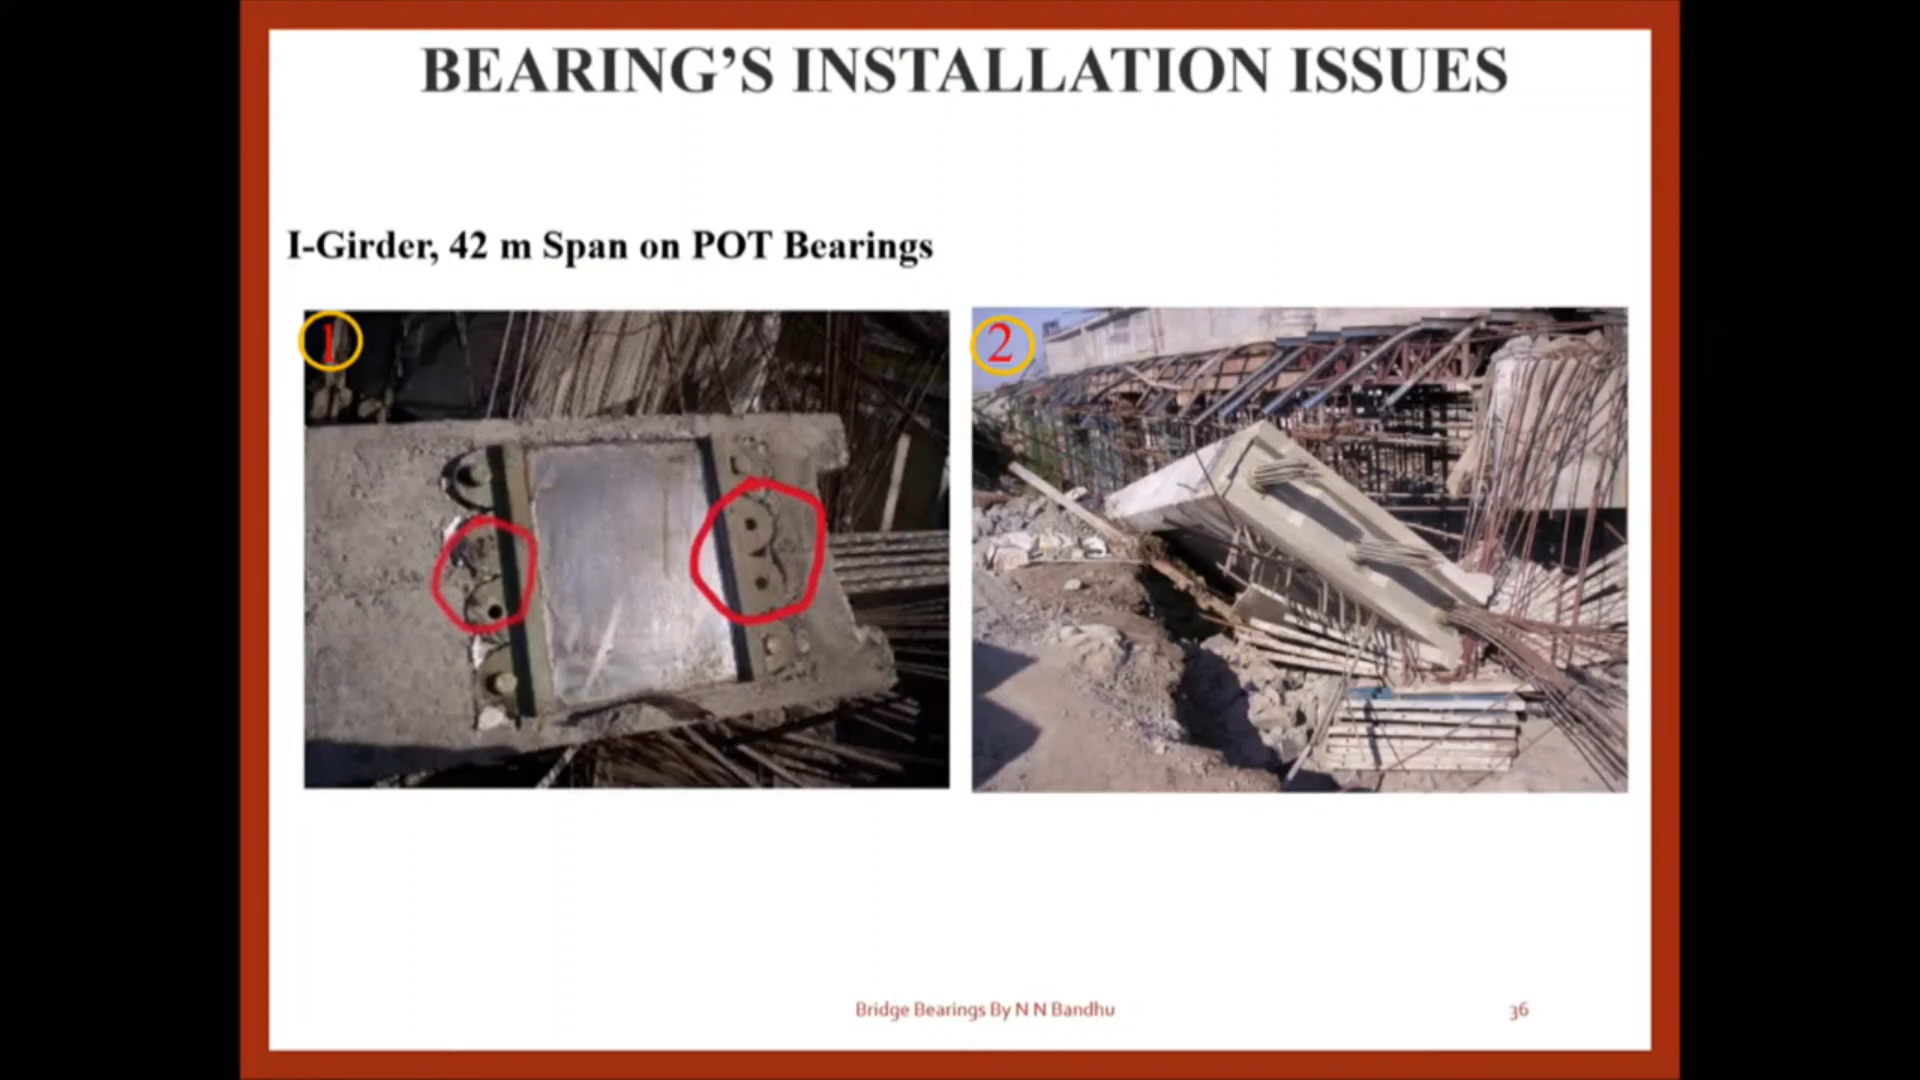 BEARING’S INSTALLATION ISSUES
I-Girder, 42 m Span on POT Bearings
1
2
Bridge Bearings By N N Bandhu
36